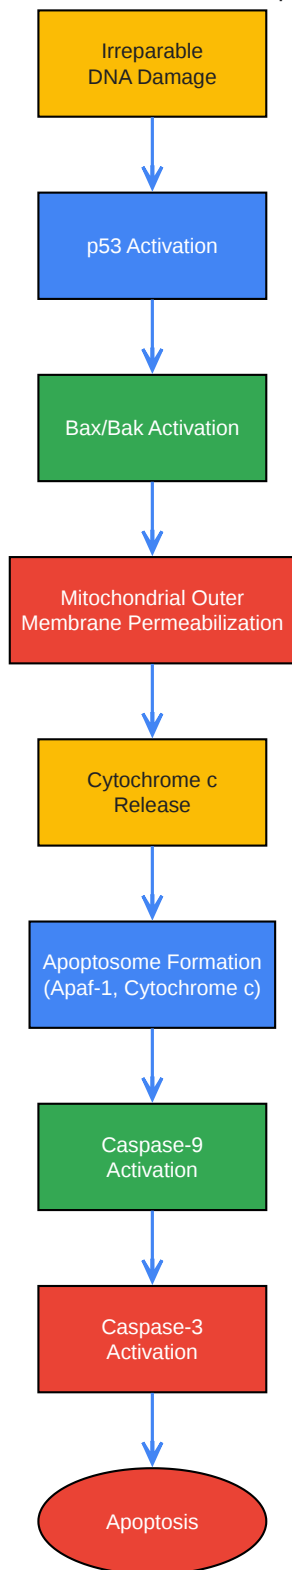 Irreparable
DNA Damage
p53 Activation
Bax/Bak Activation
Mitochondrial Outer
Membrane Permeabilization
Cytochrome c
Release
Apoptosome Formation
(Apaf-1, Cytochrome c)
Caspase-9
Activation
Caspase-3
Activation
Apoptosis